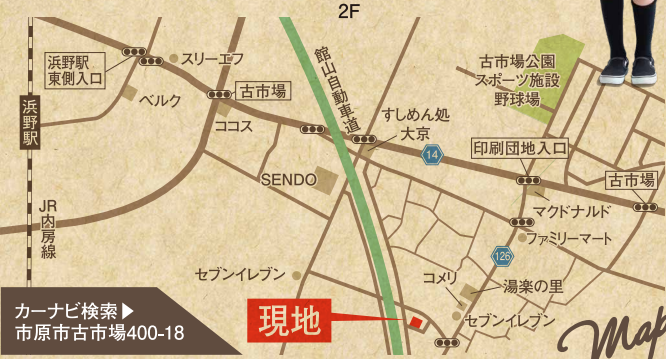 2F
浜野駅
東側入口
スリーエフ
ベルク
古市場
ココス
浜野駅
JR
内房線
館山自動車道
すしめん処
大京
SENDO
14
古市場公園
スポーツ施設
野球場
印刷団地入口
古市場
マクドナルド
ファミリーマート
126
コメリ
湯楽の里
セブンイレブン
セブンイレブン
現地
カーナビ検索▶
市原市古市場400-18
Map